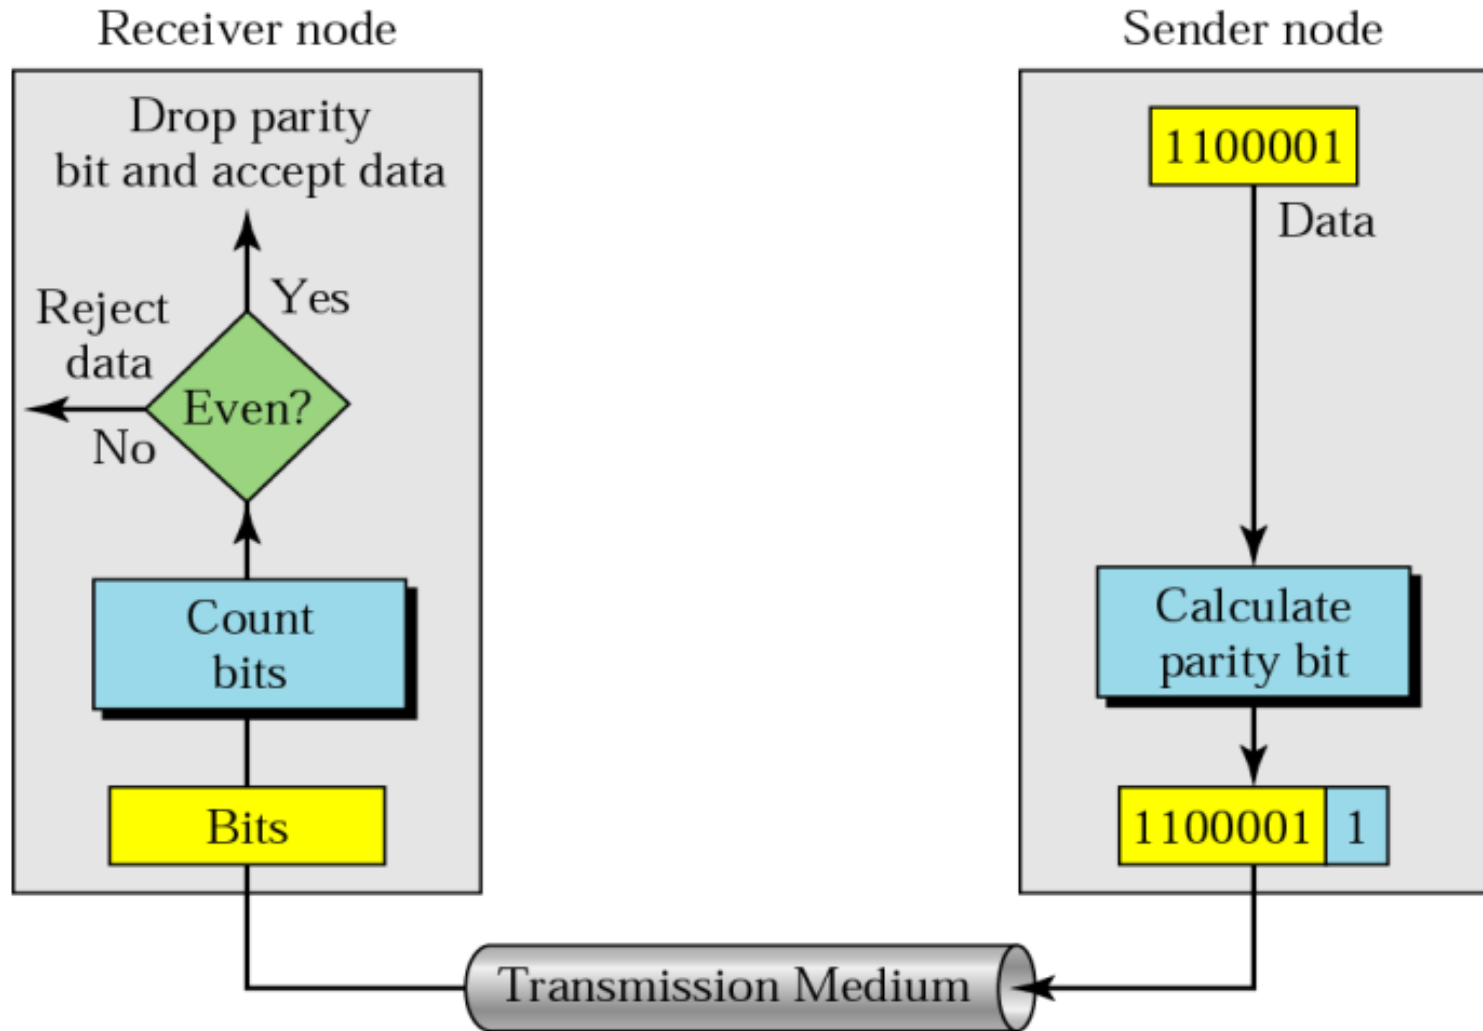 Receiver node
Drop parity
bit and accept data
Yes
Reject
data
Even?
No
Count
bits
Bits
Sender node
1100001
Data
Calculate
parity bit
1100001 1
Transmission Medium